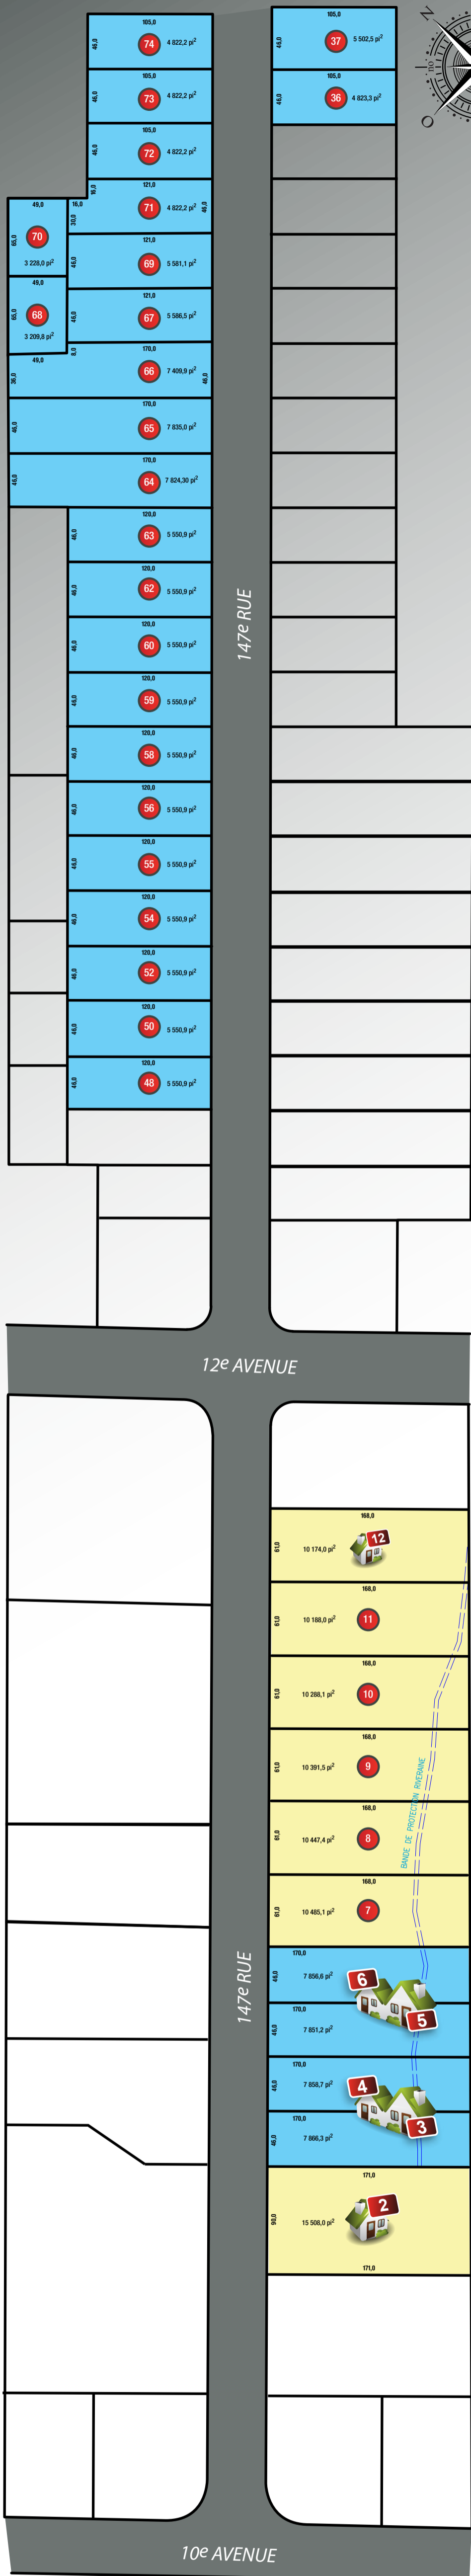 105,0
46,0
74
4 822,2 pi²
105,0
46,0
37
5 502,5 pi²
N
O
OU
105,0
46,0
73
4 822,2 pi²
105,0
46,0
36
4 823,3 pi²
105,0
46,0
72
4 822,2 pi²
16,0
121,0
71
4 822,2 pi²
46,0
49,0
65,0
70
3 228,0 pi²
16,0
30,0
121,0
46,0
69
5 581,1 pi²
49,0
65,0
68
3 209,8 pi²
121,0
46,0
67
5 586,5 pi²
49,0
36,0
8,0
170,0
66
7 409,9 pi²
46,0
170,0
46,0
65
7 835,0 pi²
170,0
46,0
64
7 824,30 pi²
120,0
46,0
63
5 550,9 pi²
120,0
46,0
62
5 550,9 pi²
147e RUE
120,0
46,0
60
5 550,9 pi²
120,0
46,0
59
5 550,9 pi²
120,0
46,0
58
5 550,9 pi²
120,0
46,0
56
5 550,9 pi²
120,0
46,0
55
5 550,9 pi²
120,0
46,0
54
5 550,9 pi²
120,0
46,0
52
5 550,9 pi²
120,0
46,0
50
5 550,9 pi²
120,0
46,0
48
5 550,9 pi²
12e AVENUE
168,0
61,0
10 174,0 pi²
12
168,0
61,0
10 188,0 pi²
11
168,0
61,0
10 288,1 pi²
10
168,0
61,0
10 391,5 pi²
9
BANDE DE PROTECTION RIVERAINE
168,0
61,0
10 447,4 pi²
8
168,0
61,0
10 485,1 pi²
7
147e RUE
170,0
46,0
7 856,6 pi²
6
170,0
46,0
7 851,2 pi²
5
170,0
46,0
7 858,7 pi²
4
170,0
46,0
7 866,3 pi²
3
171,0
90,0
15 508,0 pi²
2
171,0
10e AVENUE